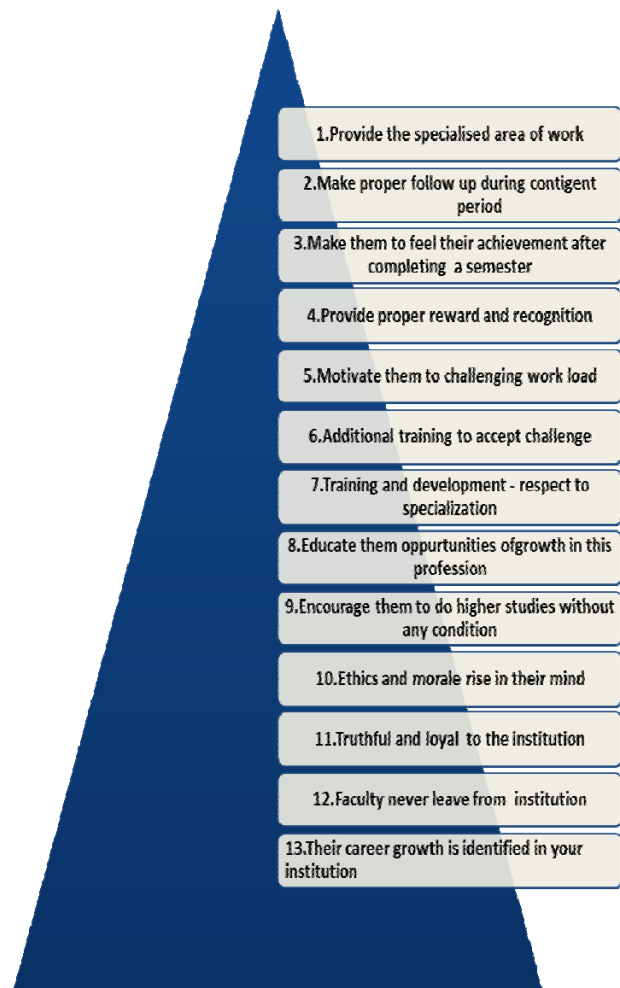 1.Provide the specialised area of work
2.Make proper follow up during contigent
period
3.Make them to feel their achievement after
completing a semester
4.Provide proper reward and recognition
5.Motivate them to challenging work load
6.Additional training to accept challenge
7.Training and development - respect to
specialization
8.Educate them oppurtunities ofgrowth in this
profession
9.Encourage them to do higher studies without
any condition
10.Ethics and morale rise in their mind
11.Truthful and loyal to the institution
12.Faculty never leave from institution
13.Their career growth is identified in your
institution